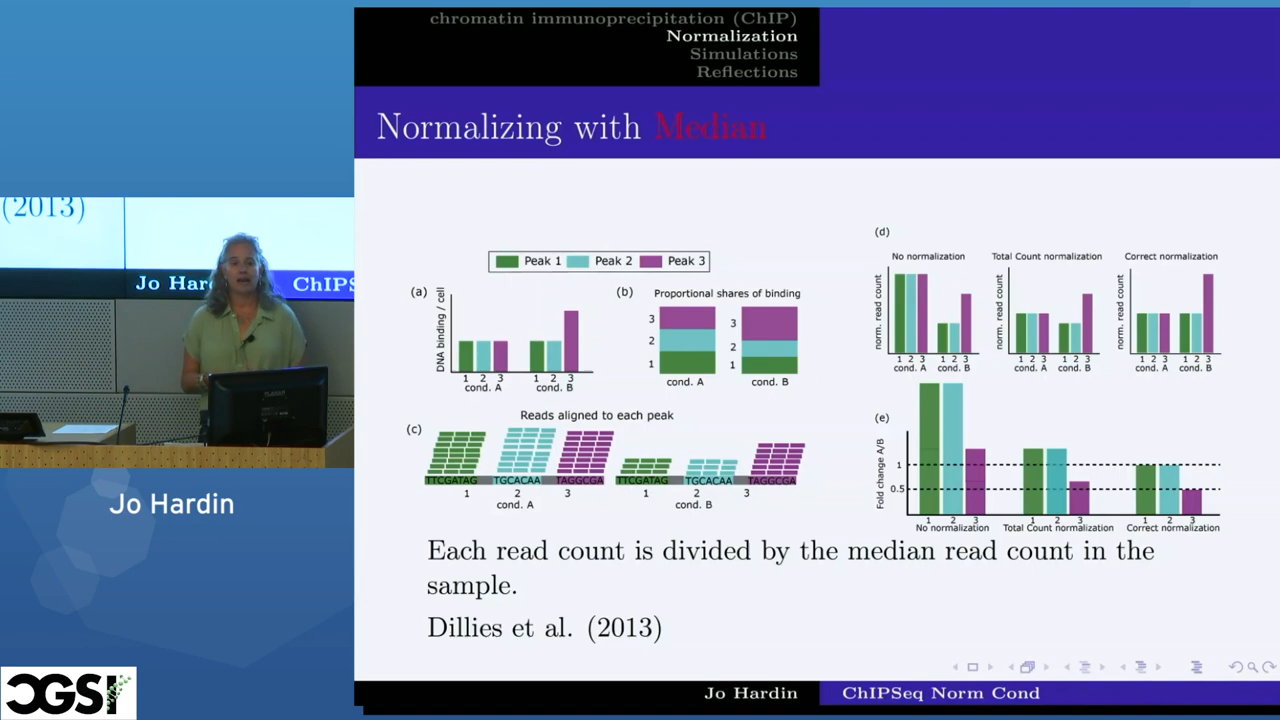 chromatin immunoprecipitation (ChIP)
Normalization
Simulations
Reflections
Normalizing with Median
(2013)
Jo Hard
ChIPS
Jo Hardin
CGSI
Peak 1 Peak 2 Peak 3
(a)
DNA binding / cell
1 2 3 1 2 3
cond. A cond. B
(b)
Proportional shares of binding
3 3
2 2
1 1
cond. A cond. B
(c)
Reads aligned to each peak
TTCGATAG TGCACAA TAGGCGA TTCGATAG TGCACAA TAGGCGA
1 2 3 1 2 3
cond. A cond. B
(d)
No normalization Total Count normalization Correct normalization
norm. read count norm. read count norm. read count
1 2 3 1 2 3 1 2 3 1 2 3 1 2 3 1 2 3
cond. A cond. B cond. A cond. B cond. A cond. B
(e)
Fold change A/B
1
0.5
1 2 3 1 2 3 1 2 3
No normalization Total Count normalization Correct normalization
Each read count is divided by the median read count in the
sample.
Dillies et al. (2013)
Jo Hardin ChIPSeq Norm Cond